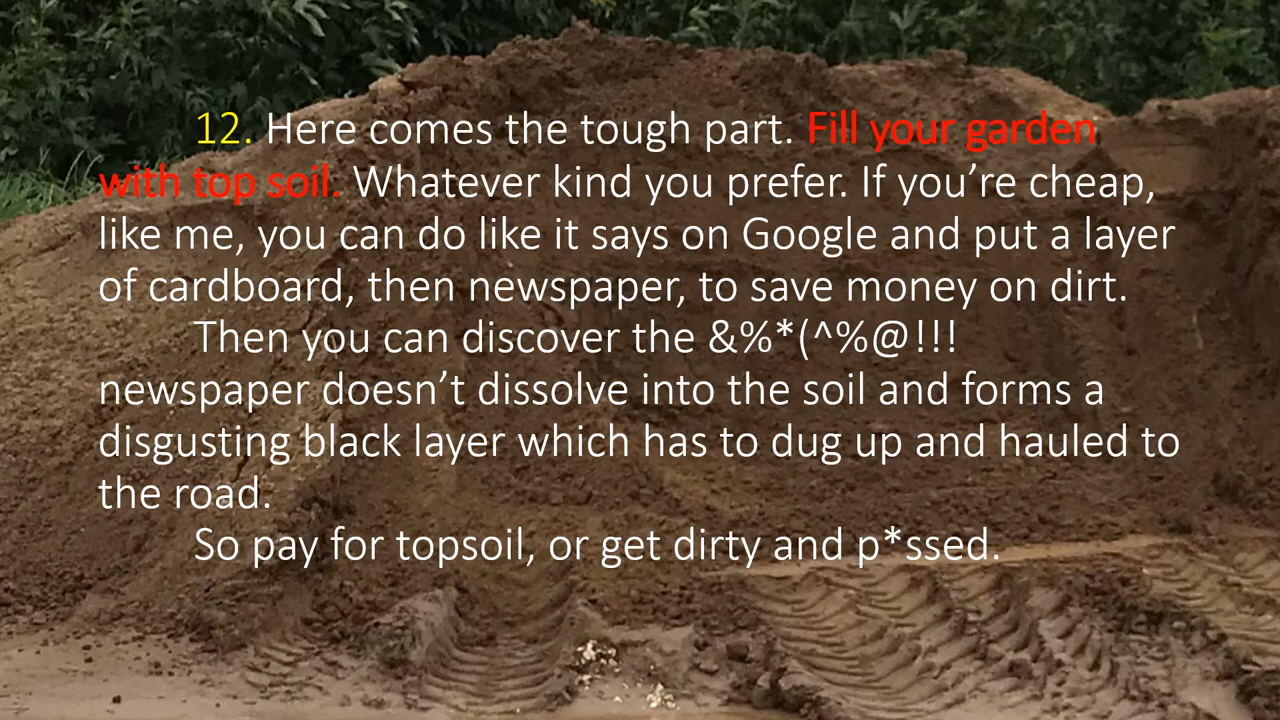 12. Here comes the tough part. Fill your garden
with top soil. Whatever kind you prefer. If you’re cheap,
like me, you can do like it says on Google and put a layer
of cardboard, then newspaper, to save money on dirt.
Then you can discover the &%*(^%@!!!
newspaper doesn’t dissolve into the soil and forms a
disgusting black layer which has to dug up and hauled to
the road.
So pay for topsoil, or get dirty and p*ssed.